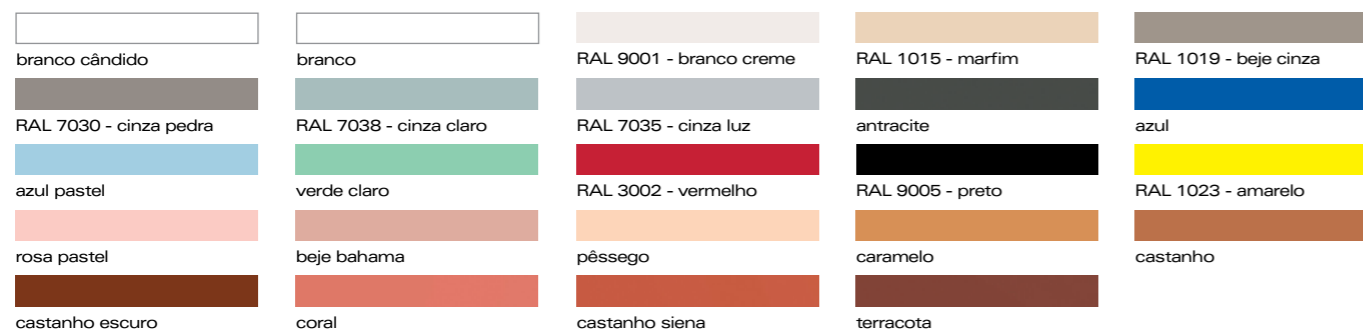 branco cândido
branco
RAL 9001 - branco creme
RAL 1015 - marfim
RAL 1019 - beje cinza
RAL 7030 - cinza pedra
RAL 7038 - cinza claro
RAL 7035 - cinza luz
antracite
azul
azul pastel
verde claro
RAL 3002 - vermelho
RAL 9005 - preto
RAL 1023 - amarelo
rosa pastel
beje bahama
pêssego
caramelo
castanho
castanho escuro
coral
castanho siena
terracota